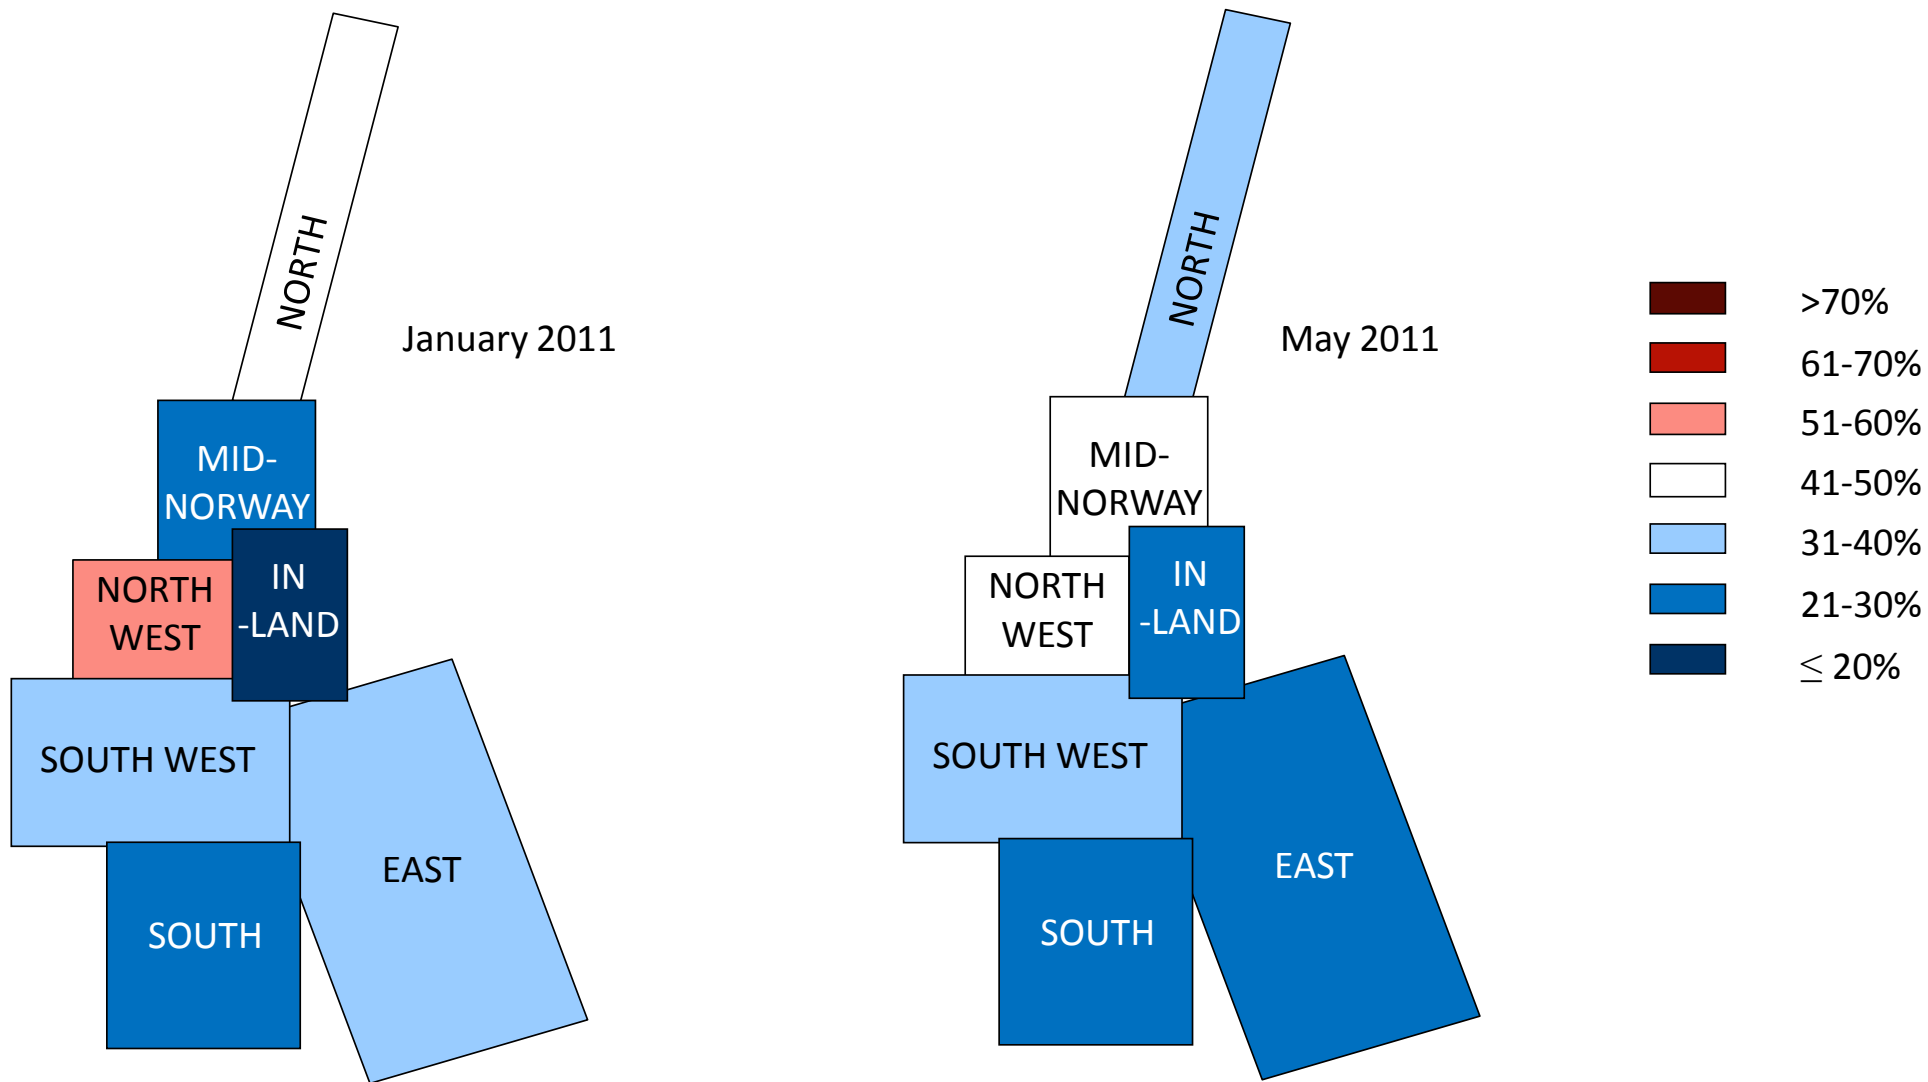 NORTH
January 2011
MID-
NORWAY
NORTH
WEST
IN
-LAND
SOUTH WEST
EAST
SOUTH
NORTH
May 2011
MID-
NORWAY
NORTH
WEST
IN
-LAND
SOUTH WEST
EAST
SOUTH
>70%
61-70%
51-60%
41-50%
31-40%
21-30%
≤ 20%